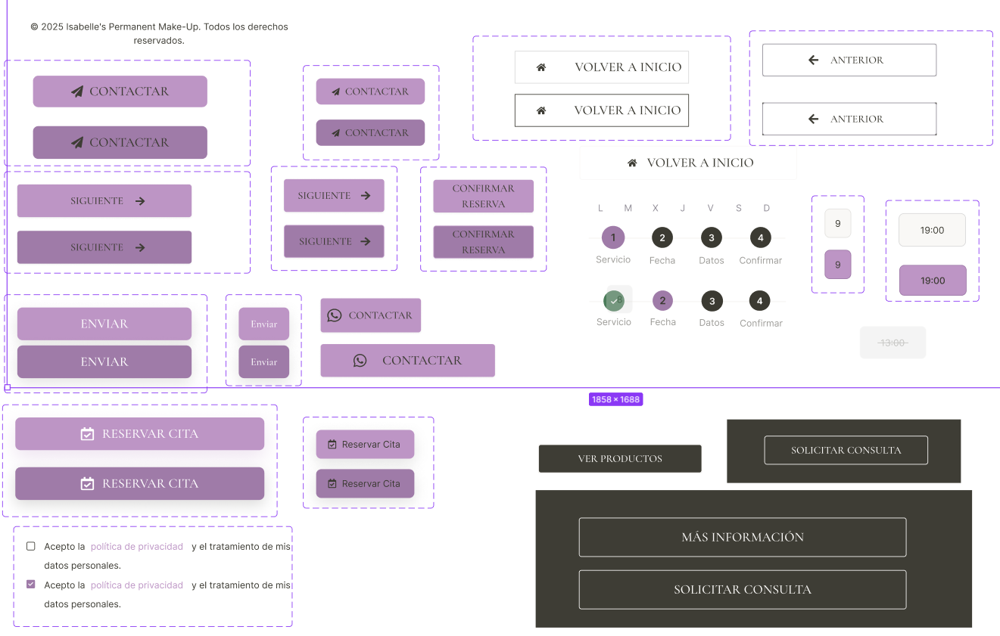 © 2025 Isabelle's Permanent Make-Up. Todos los derechos
reservados.
CONTACTAR
CONTACTAR
CONTACTAR
CONTACTAR
VOLVER A INICIO
VOLVER A INICIO
ANTERIOR
ANTERIOR
SIGUIENTE
SIGUIENTE
SIGUIENTE
SIGUIENTE
CONFIRMAR
RESERVA
CONFIRMAR
RESERVA
VOLVER A INICIO
L M X J V S D
1 2 3 4
Servicio Fecha Datos Confirmar
8 2 3 4
Servicio Fecha Datos Confirmar
9
9
19:00
19:00
13:00
ENVIAR
ENVIAR
Enviar
Enviar
CONTACTAR
CONTACTAR
1858 × 1688
RESERVAR CITA
RESERVAR CITA
Reservar Cita
Reservar Cita
VER PRODUCTOS
SOLICITAR CONSULTA
MÁS INFORMACIÓN
SOLICITAR CONSULTA
Acepto la política de privacidad y el tratamiento de mis
datos personales.
Acepto la política de privacidad y el tratamiento de mis
datos personales.